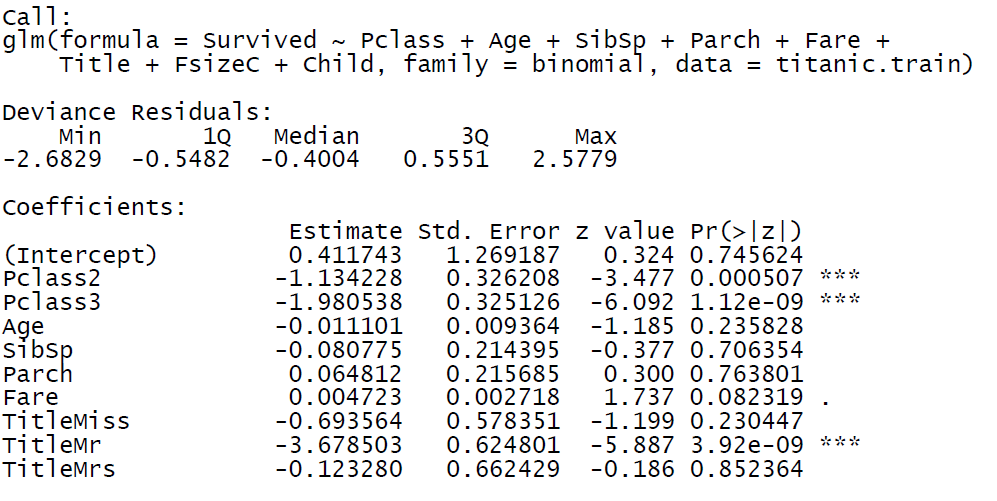 Call:
glm(formula = Survived ~ Pclass + Age + SibSp + Parch + Fare +
    Title + FsizeC + Child, family = binomial, data = titanic.train)

Deviance Residuals:
    Min       1Q   Median       3Q      Max
-2.6829  -0.5482  -0.4004   0.5551   2.5779

Coefficients:
                  Estimate Std. Error z value Pr(>|z|)
(Intercept)       0.411743   1.269187   0.324 0.745624
Pclass2          -1.134228   0.326208  -3.477 0.000507 ***
Pclass3          -1.980538   0.325126  -6.092 1.12e-09 ***
Age              -0.011101   0.009364  -1.185 0.235828
SibSp            -0.080775   0.214395  -0.377 0.706354
Parch             0.064812   0.215685   0.300 0.763801
Fare              0.004723   0.002718   1.737 0.082319 .
TitleMiss        -0.693564   0.578351  -1.199 0.230447
TitleMr          -3.678503   0.624801  -5.887 3.92e-09 ***
TitleMrs         -0.123280   0.662429  -0.186 0.852364